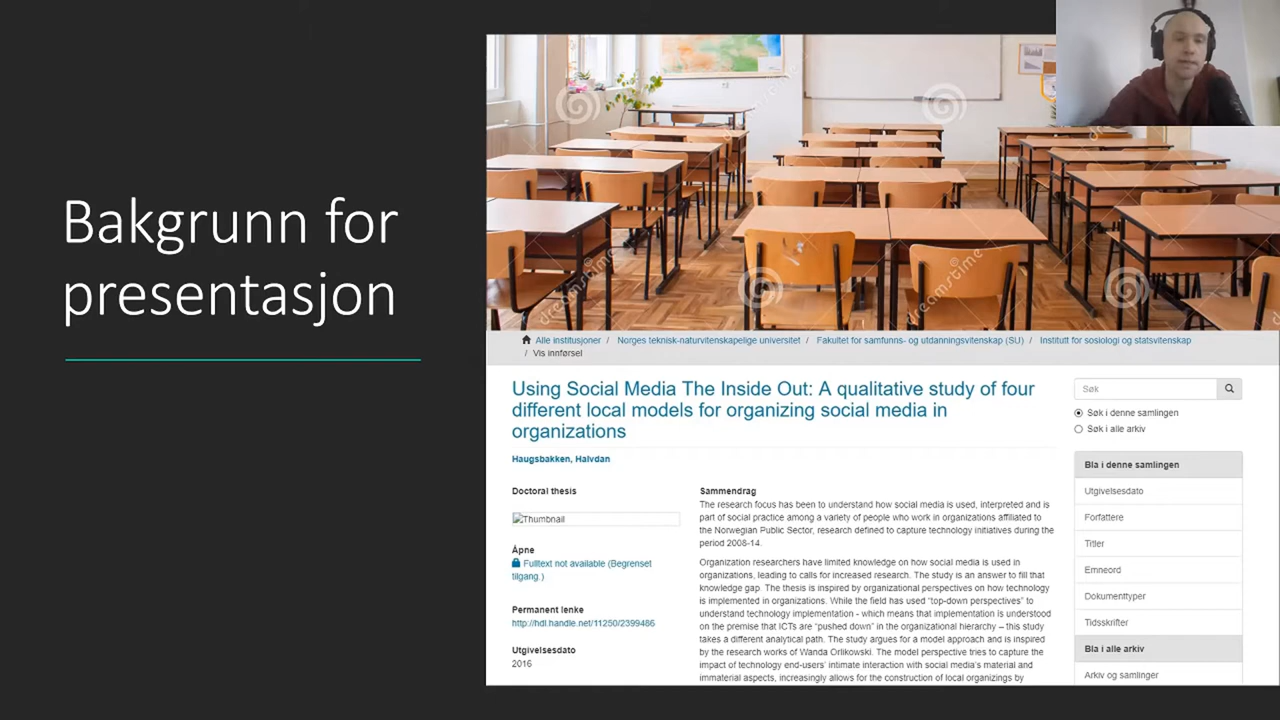 Bakgrunn for
presentasjon
dreamstime
dreamstime
dreamstime
dreamstime
Alle institusjoner / Norges teknisk-naturvitenskapelige universitet / Fakultet for samfunns- og utdanningsvitenskap (SU) / Institutt for sosiologi og statsvitenskap
/ Vis innførsel
Using Social Media The Inside Out: A qualitative study of four
different local models for organizing social media in
organizations
Haugsbakken, Halvdan
Doctoral thesis
Thumbnail
Åpne
Fulltext not available (Begrenset
tilgang.)
Permanent lenke
http://hdl.handle.net/11250/2399486
Utgivelsesdato
2016
Sammendrag
The research focus has been to understand how social media is used, interpreted and is
part of social practice among a variety of people who work in organizations affiliated to
the Norwegian Public Sector, research defined to capture technology initiatives during the
period 2008-14.
Organization researchers have limited knowledge on how social media is used in
organizations, leading to calls for increased research. The study is an answer to fill that
knowledge gap The thesis is inspired by organizational perspectives on how technology
is implemented in organizations. While the field has used "top-down perspectives" to
understand technology implementation - which means that implementation is understood
on the premise that ICTs are "pushed down" in the organizational hierarchy – this study
takes a different analytical path. The study argues for a model approach and is inspired
by the research works of Wanda Orlikowski. The model perspective tries to capture the
impact of technology end-users' intimate interaction with social media's material and
immaterial aspects, increasingly allows for the construction of local organizings by
Søk
Søk i denne samlingen
Søk i alle arkiv
Bla i denne samlingen
Utgivelsesdato
Forfattere
Titler
Emneord
Dokumenttyper
Tidsskrifter
Bla i alle arkiv
Arkiv og samlinger